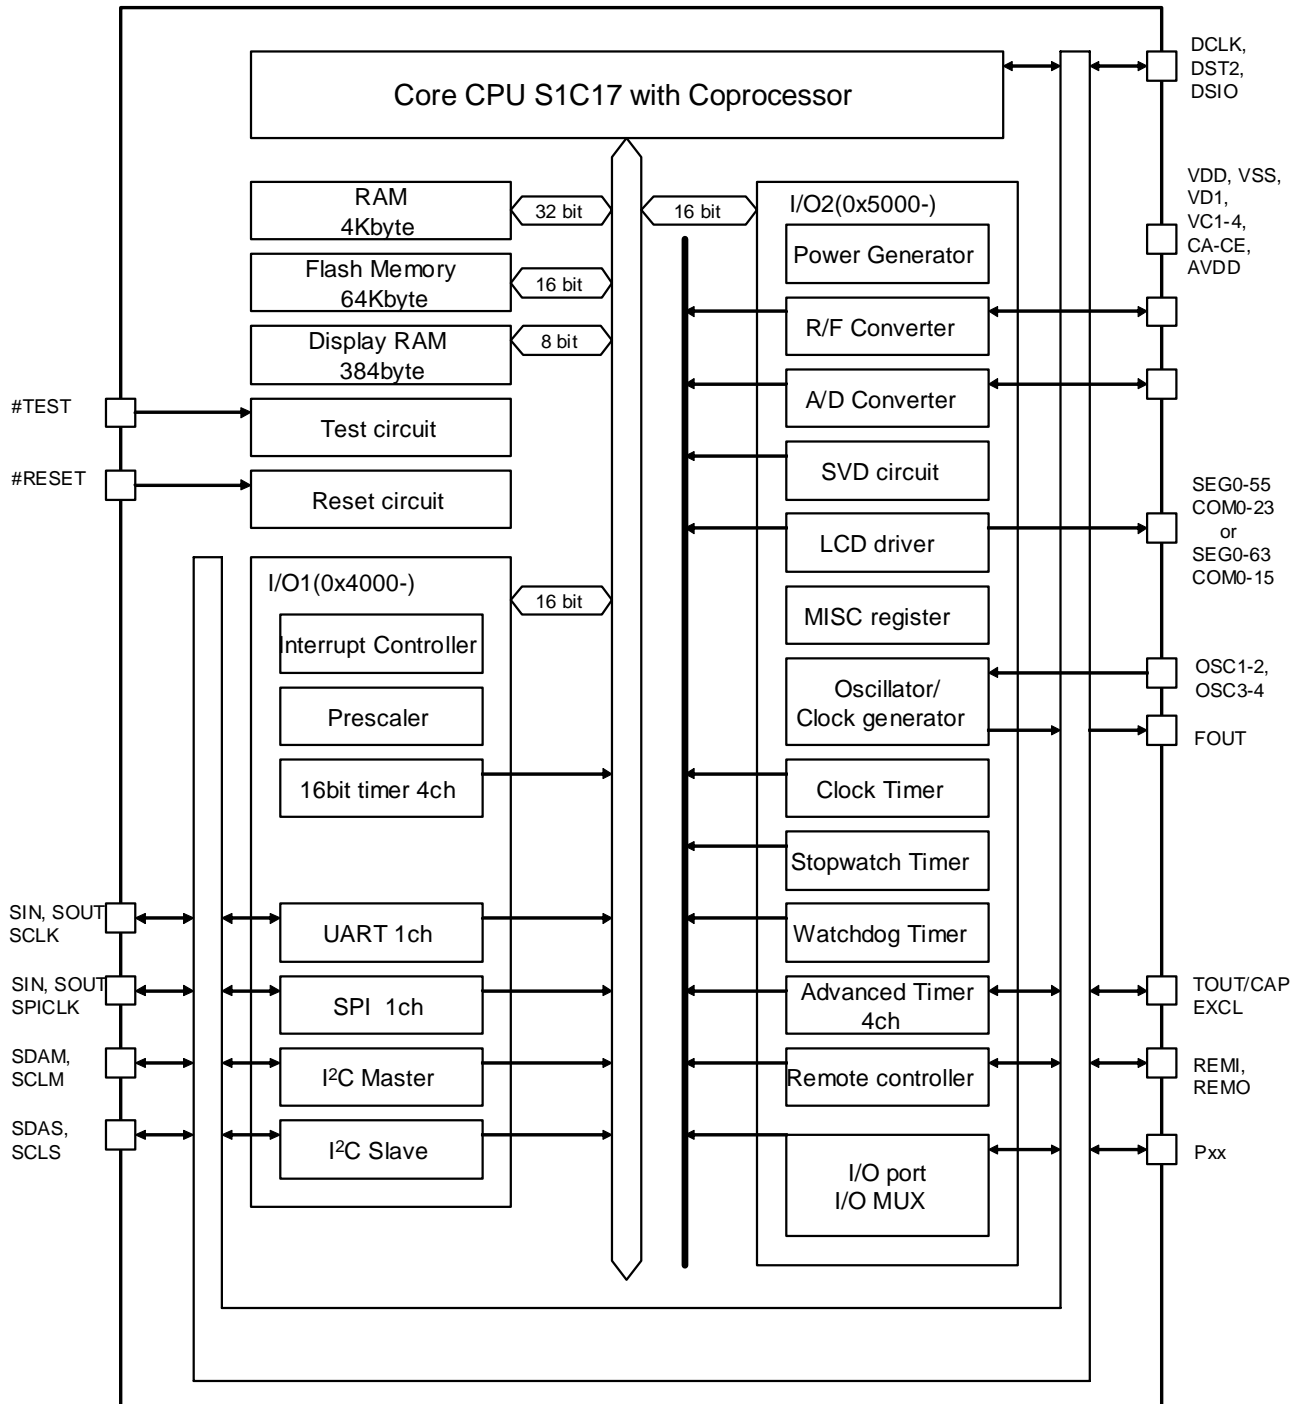 Core CPU S1C17 with Coprocessor
DCLK,
DST2,
DSIO
RAM
4Kbyte
32 bit
16 bit
I/O2(0x5000-)
VDD, VSS,
VD1,
VC1-4,
CA-CE,
AVDD
Flash Memory
64Kbyte
16 bit
Power Generator
Display RAM
384byte
8 bit
R/F Converter
#TEST
Test circuit
A/D Converter
#RESET
Reset circuit
SVD circuit
LCD driver
SEG0-55
COM0-23
or
SEG0-63
COM0-15
I/O1(0x4000-)
16 bit
Interrupt Controller
MISC register
Prescaler
Oscillator/
Clock generator
OSC1-2,
OSC3-4
FOUT
16bit timer 4ch
Clock Timer
Stopwatch Timer
SIN, SOUT
SCLK
UART 1ch
Watchdog Timer
SIN, SOUT
SPICLK
SPI 1ch
Advanced Timer
4ch
TOUT/CAP
EXCL
SDAM,
SCLM
I²C Master
Remote controller
REMI,
REMO
SDAS,
SCLS
I²C Slave
I/O port
I/O MUX
Pxx